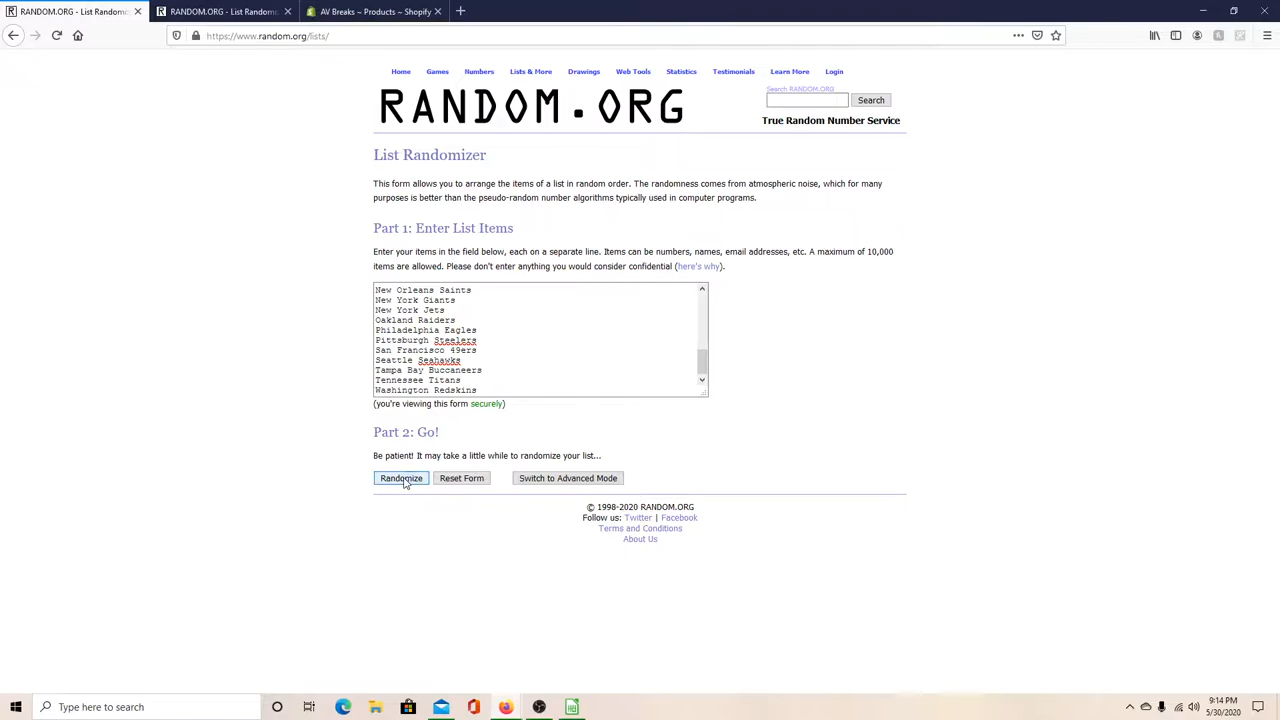 RANDOM.ORG - List Randomizer
RANDOM.ORG - List Randomi
AV Breaks ~ Products ~ Shopify
https://www.random.org/lists/
Home Games Numbers Lists & More Drawings Web Tools Statistics Testimonials Learn More Login
Search RANDOM.ORG
RANDOM.ORG
Search
True Random Number Service
List Randomizer
This form allows you to arrange the items of a list in random order. The randomness comes from atmospheric noise, which for many
purposes is better than the pseudo-random number algorithms typically used in computer programs.
Part 1: Enter List Items
Enter your items in the field below, each on a separate line. Items can be numbers, names, email addresses, etc. A maximum of 10,000
items are allowed. Please don't enter anything you would consider confidential (here's why).
New Orleans Saints
New York Giants
New York Jets
Oakland Raiders
Philadelphia Eagles
Pittsburgh Steelers
San Francisco 49ers
Seattle Seahawks
Tampa Bay Buccaneers
Tennessee Titans
Washington Redskins
(you're viewing this form securely)
Part 2: Go!
Be patient! It may take a little while to randomize your list...
Randomize Reset Form Switch to Advanced Mode
© 1998-2020 RANDOM.ORG
Follow us: Twitter | Facebook
Terms and Conditions
About Us
Type here to search
9:14 PM
5/30/2020